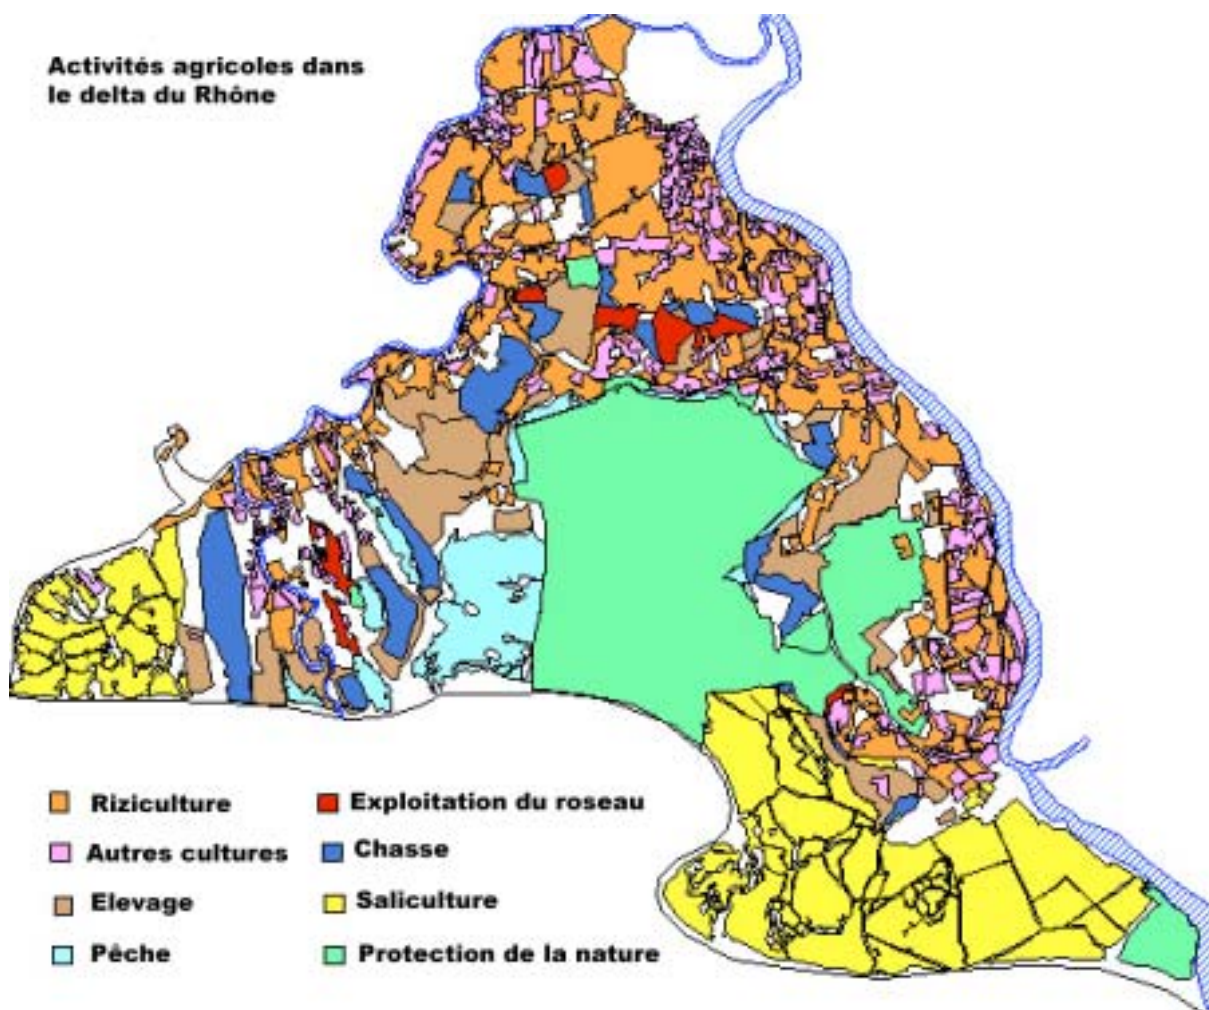 Activités agricoles dans
le delta du Rhône
Riziculture
Autres cultures
Elevage
Pêche
Exploitation du roseau
Chasse
Saliculture
Protection de la nature